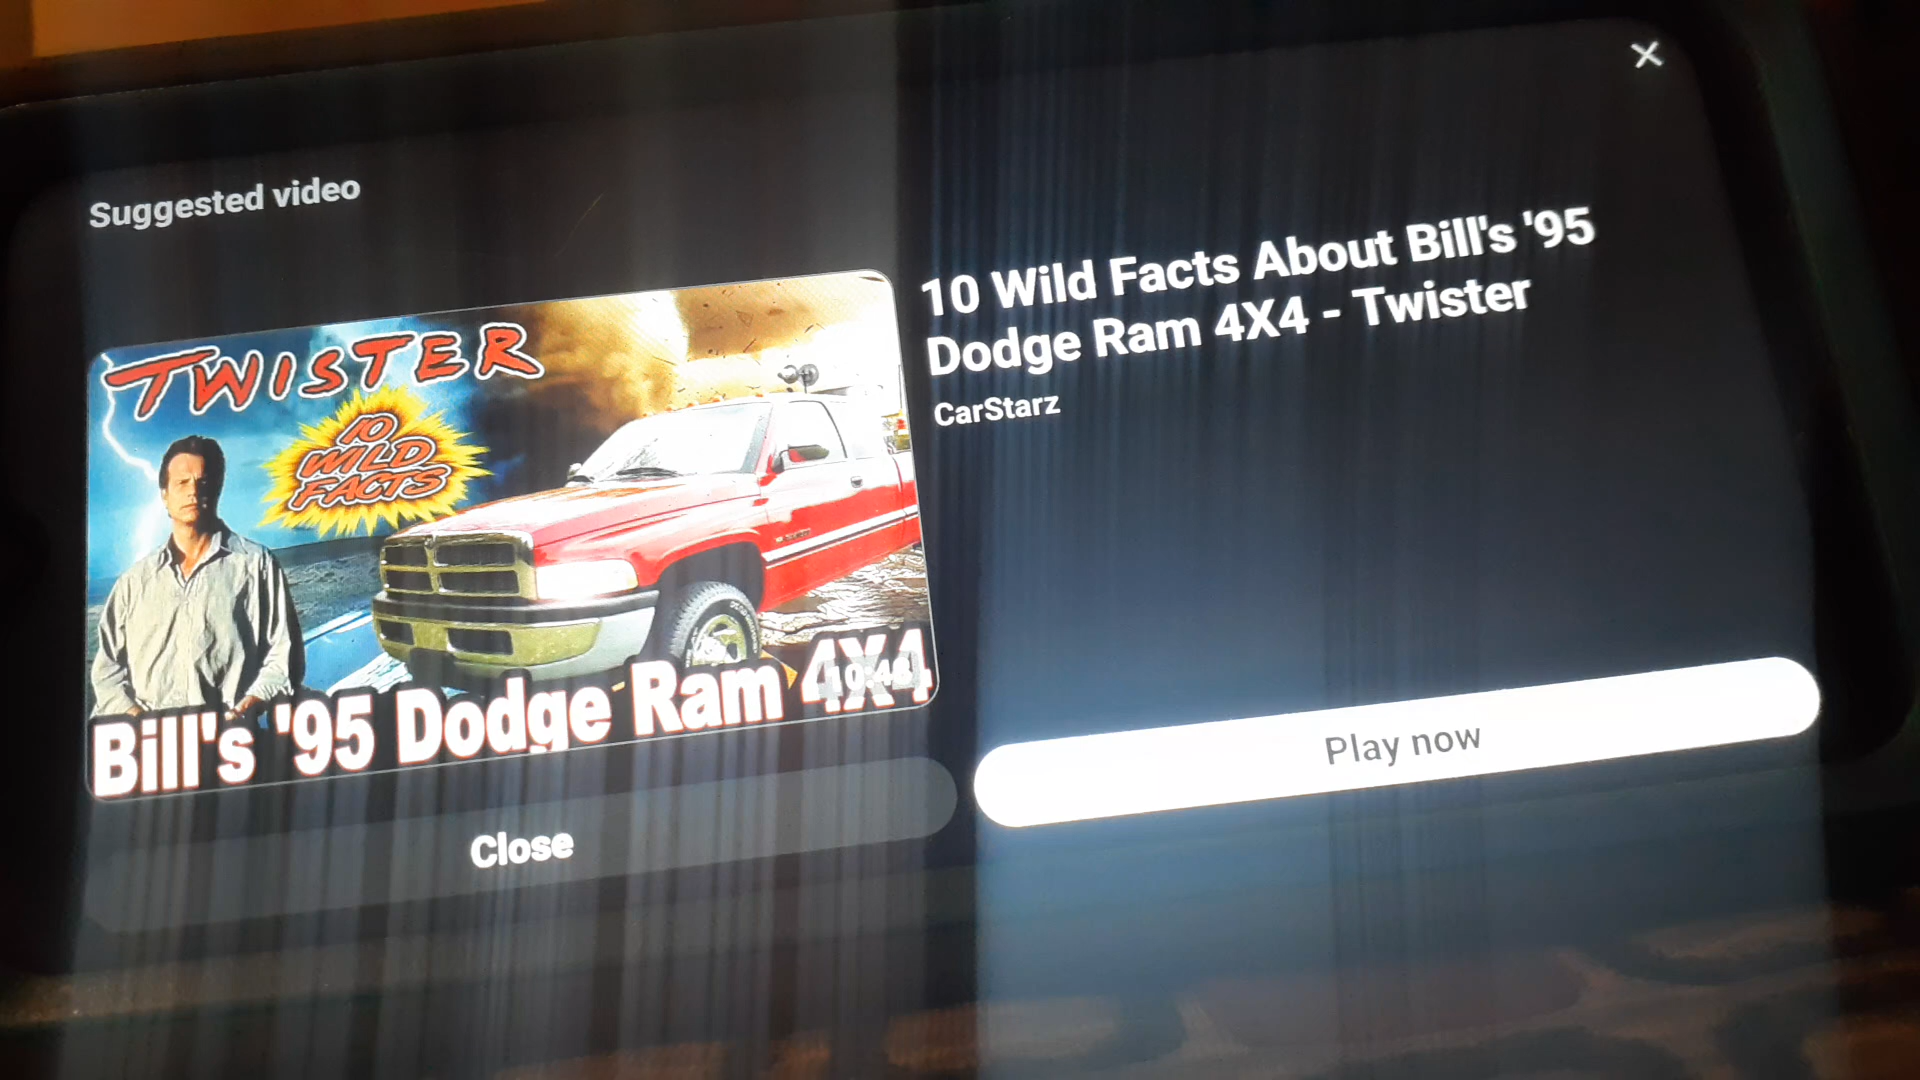 Suggested video
TWISTER
10
WILD
FACTS
Bill's '95 Dodge Ram 4X4
10:48
10 Wild Facts About Bill's '95
Dodge Ram 4X4 - Twister
CarStarz
Close
Play now